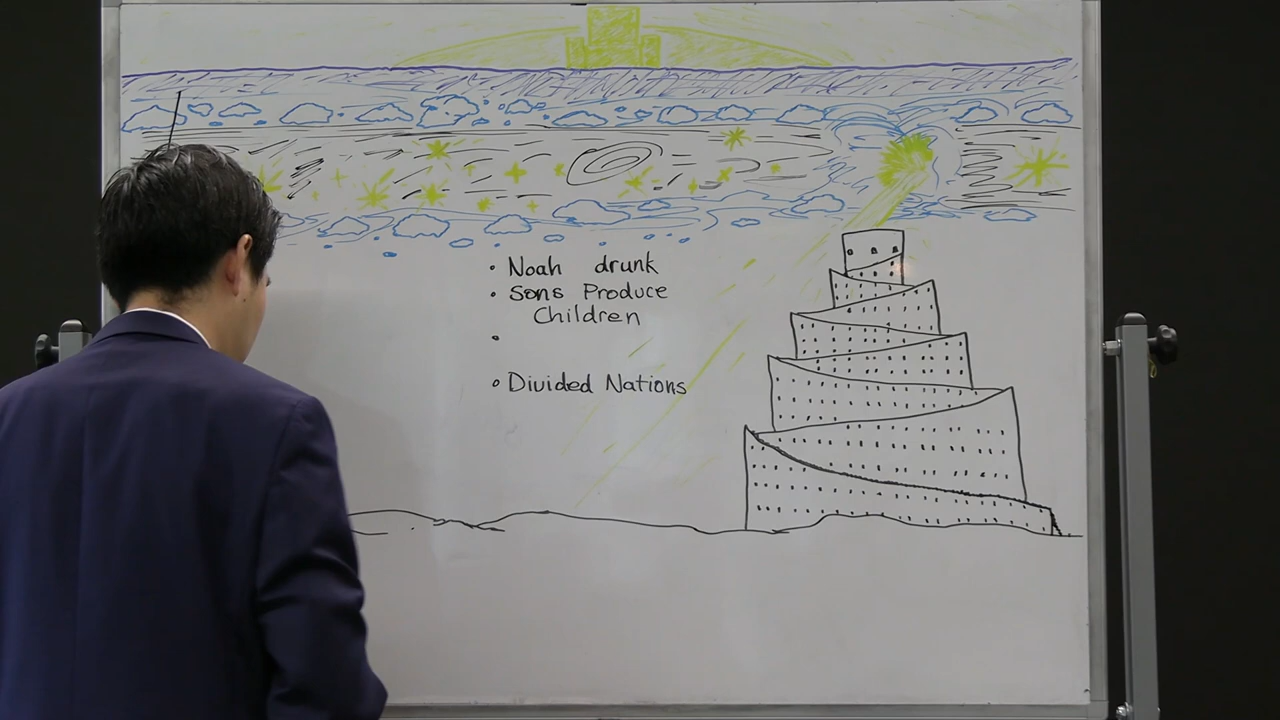 • Noah drunk
• Sons Produce
Children
•
• Divided Nations